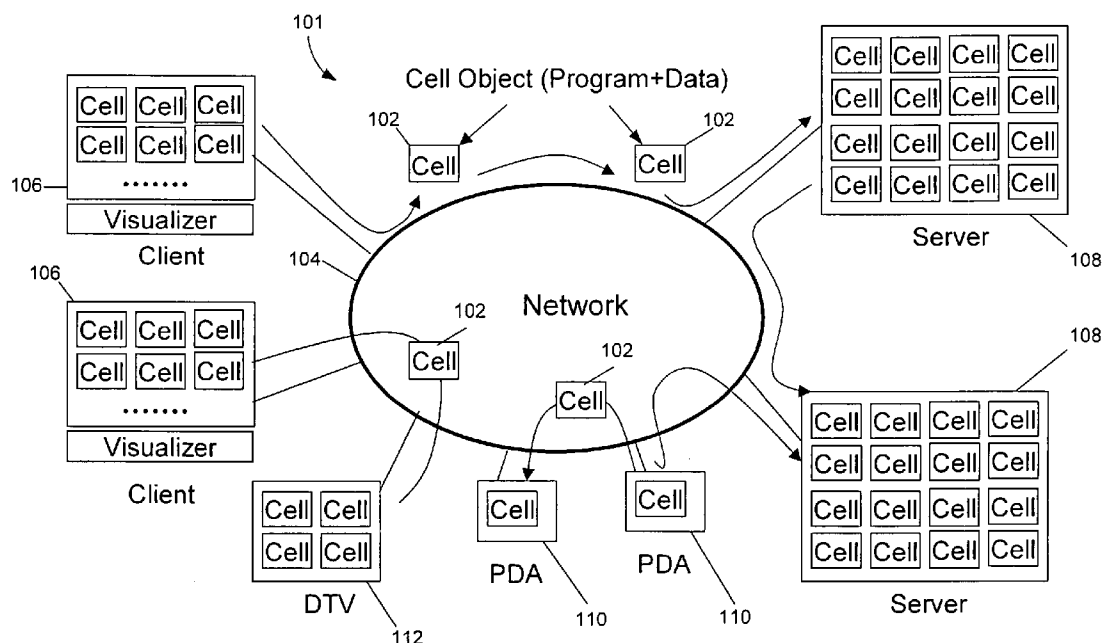 101
Cell Object (Program+Data)
102
102
Cell
Cell
Cell Cell Cell
Cell Cell Cell
.......
106
Visualizer
Client
Cell Cell Cell Cell
Cell Cell Cell Cell
Cell Cell Cell Cell
Cell Cell Cell Cell
Server
108
104
Network
106
Cell Cell Cell
Cell Cell Cell
.......
Visualizer
Client
102
Cell
102
Cell
108
Cell Cell Cell Cell
Cell Cell Cell Cell
Cell Cell Cell Cell
Cell Cell Cell Cell
Server
Cell Cell
Cell Cell
DTV
112
Cell
PDA
110
Cell
PDA
110